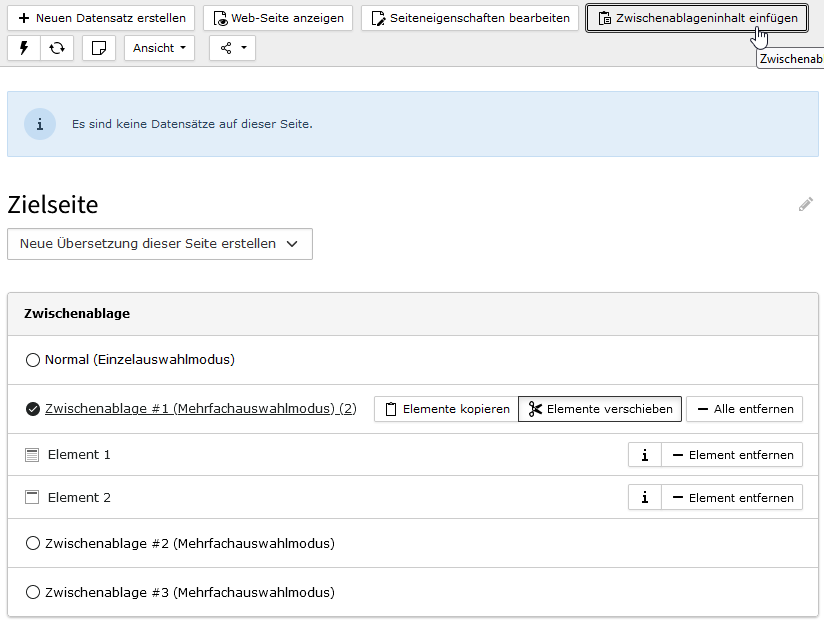 Neuen Datensatz erstellen Web-Seite anzeigen Seiteneigenschaften bearbeiten Zwischenablageninhalt einfügen
Ansicht
Zwischenab
Es sind keine Datensätze auf dieser Seite.
Zielseite
Neue Übersetzung dieser Seite erstellen
Zwischenablage
Normal (Einzelauswahlmodus)
Zwischenablage #1 (Mehrfachauswahlmodus) (2) Elemente kopieren Elemente verschieben Alle entfernen
Element 1 Element entfernen
Element 2 Element entfernen
Zwischenablage #2 (Mehrfachauswahlmodus)
Zwischenablage #3 (Mehrfachauswahlmodus)